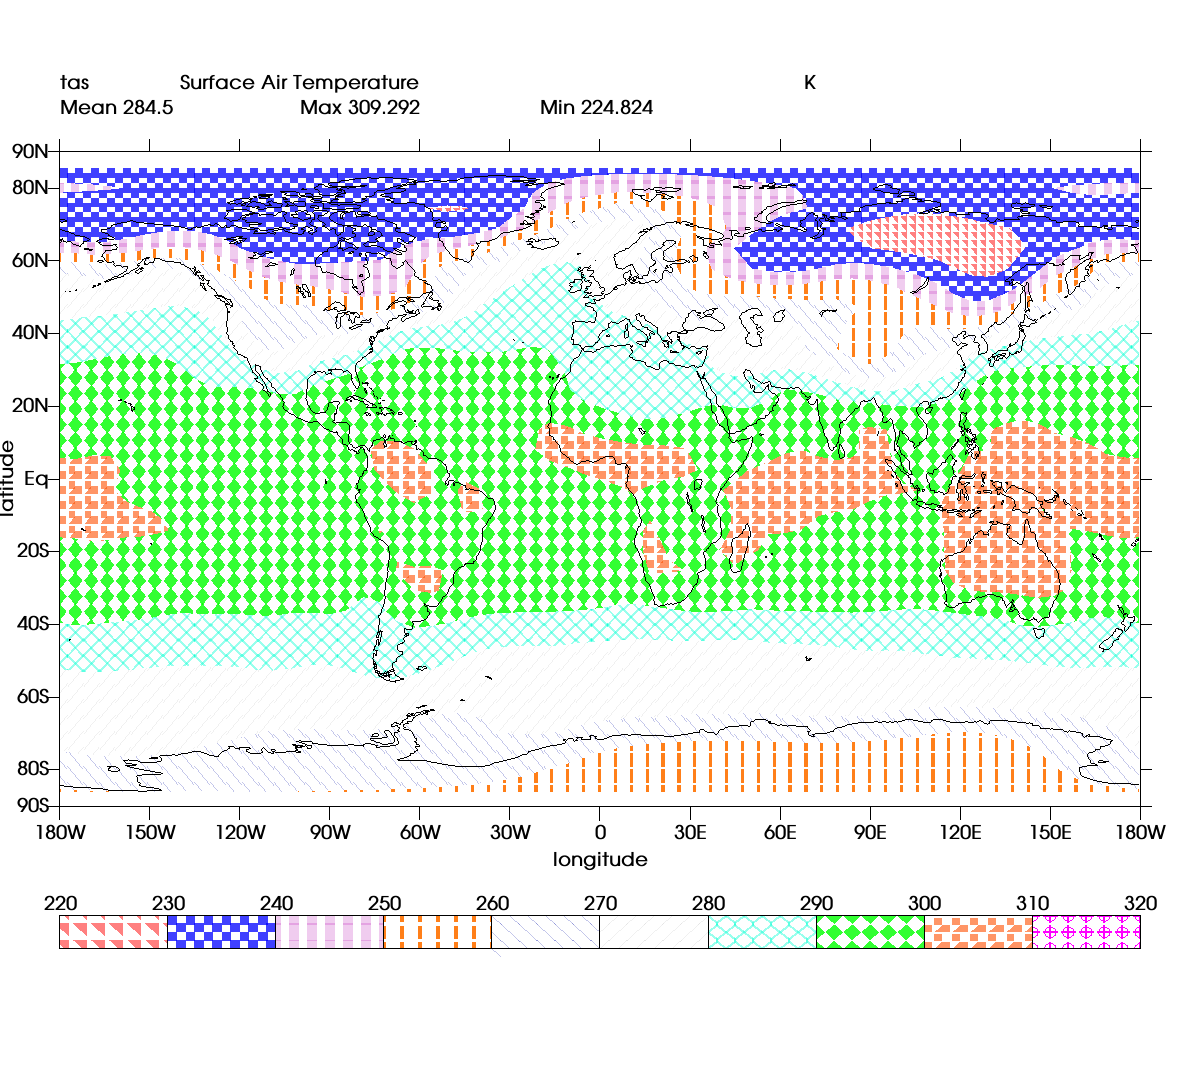 tas Surface Air Temperature K
Mean 284.5 Max 309.292 Min 224.824
90N
80N
60N
40N
20N
Eq
20S
40S
60S
80S
90S
latitude
180W 150W 120W 90W 60W 30W 0 30E 60E 90E 120E 150E 180W
longitude
220 230 240 250 260 270 280 290 300 310 320